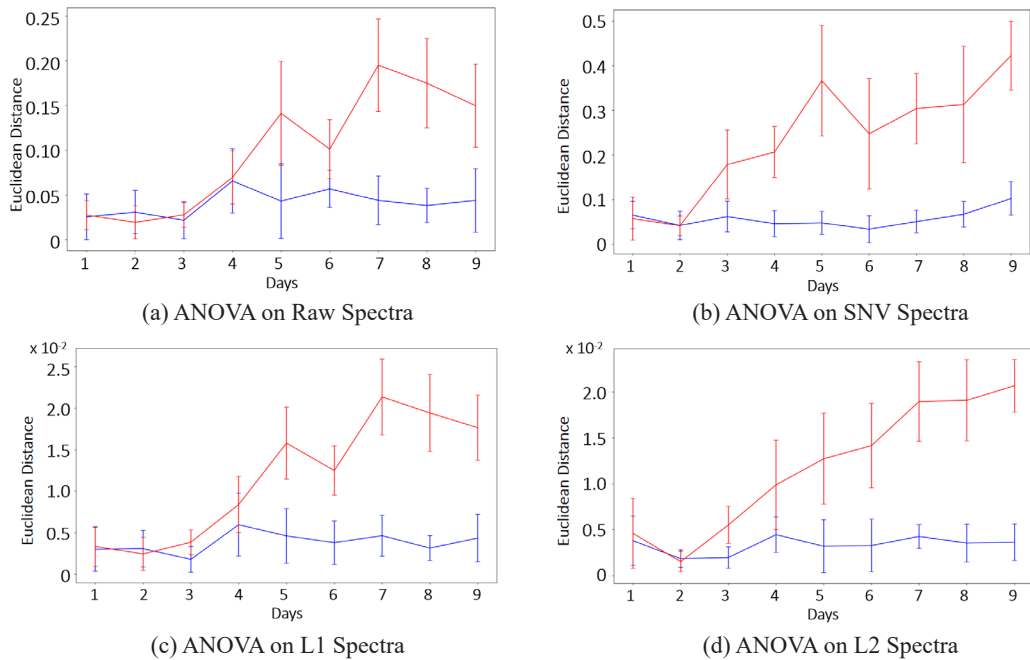 0.25
0.20
0.15
0.10
0.05
0
Euclidean Distance
1 2 3 4 5 6 7 8 9
Days
(a) ANOVA on Raw Spectra
0.5
0.4
0.3
0.2
0.1
0
Euclidean Distance
1 2 3 4 5 6 7 8 9
Days
(b) ANOVA on SNV Spectra
x 10-2
2.5
2.0
1.5
1.0
0.5
0
Euclidean Distance
1 2 3 4 5 6 7 8 9
Days
(c) ANOVA on L1 Spectra
x 10-2
2.0
1.5
1.0
0.5
0
Euclidean Distance
1 2 3 4 5 6 7 8 9
Days
(d) ANOVA on L2 Spectra